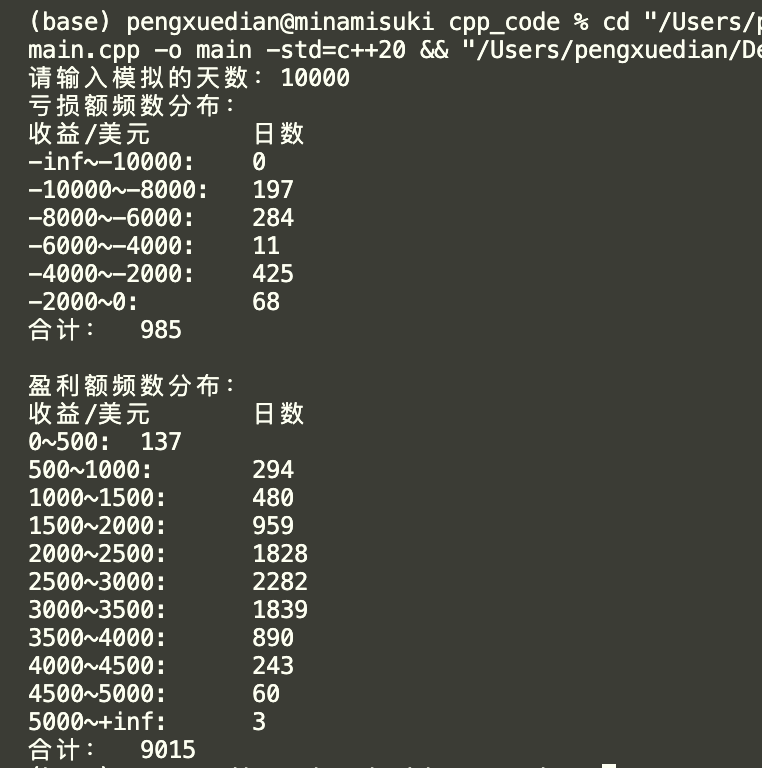 (base) pengxuedian@minamisuki cpp_code % cd "/Users/p
main.cpp -o main -std=c++20 && "/Users/pengxuedian/De
请输入模拟的天数: 10000
亏损额频数分布:
收益/美元 日数
-inf~-10000: 0
-10000~-8000: 197
-8000~-6000: 284
-6000~-4000: 11
-4000~-2000: 425
-2000~0: 68
合计: 985
盈利额频数分布:
收益/美元 日数
0~500: 137
500~1000: 294
1000~1500: 480
1500~2000: 959
2000~2500: 1828
2500~3000: 2282
3000~3500: 1839
3500~4000: 890
4000~4500: 243
4500~5000: 60
5000~+inf: 3
合计: 9015